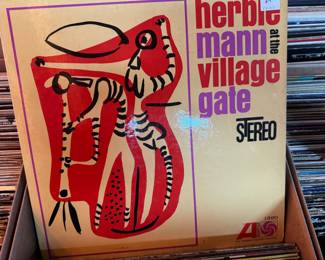 herbie
mann at the
village
gate
STEREO